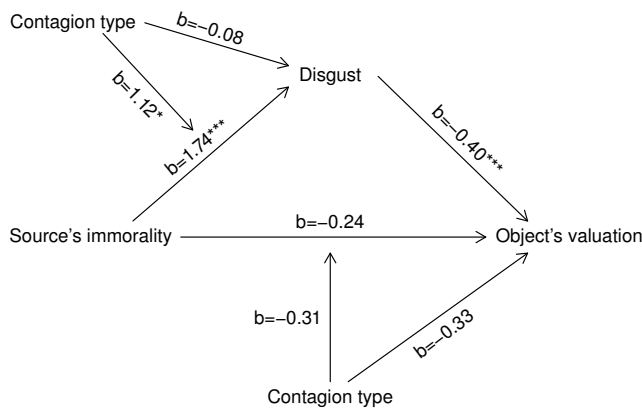 Contagion type
b=−0.08
Disgust
b=1.12*
b=1.74***
b=−0.40***
Source's immorality
b=−0.24
Object's valuation
b=−0.31
b=−0.33
Contagion type